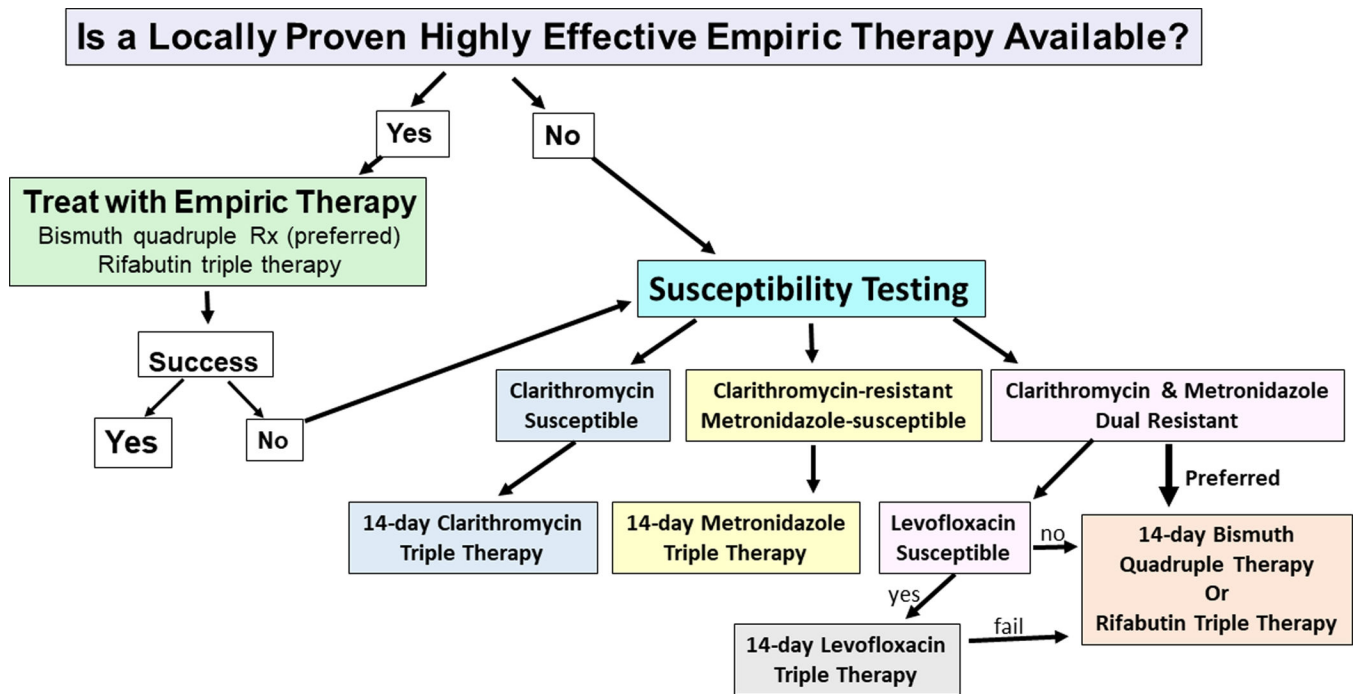 Is a Locally Proven Highly Effective Empiric Therapy Available?
Yes
No
Treat with Empiric Therapy
Bismuth quadruple Rx (preferred)
Rifabutin triple therapy
Susceptibility Testing
Success
Yes
No
Clarithromycin
Susceptible
Clarithromycin-resistant
Metronidazole-susceptible
Clarithromycin & Metronidazole
Dual Resistant
Preferred
14-day Clarithromycin
Triple Therapy
14-day Metronidazole
Triple Therapy
Levofloxacin
Susceptible
no
14-day Bismuth
Quadruple Therapy
Or
Rifabutin Triple Therapy
yes
fail
14-day Levofloxacin
Triple Therapy